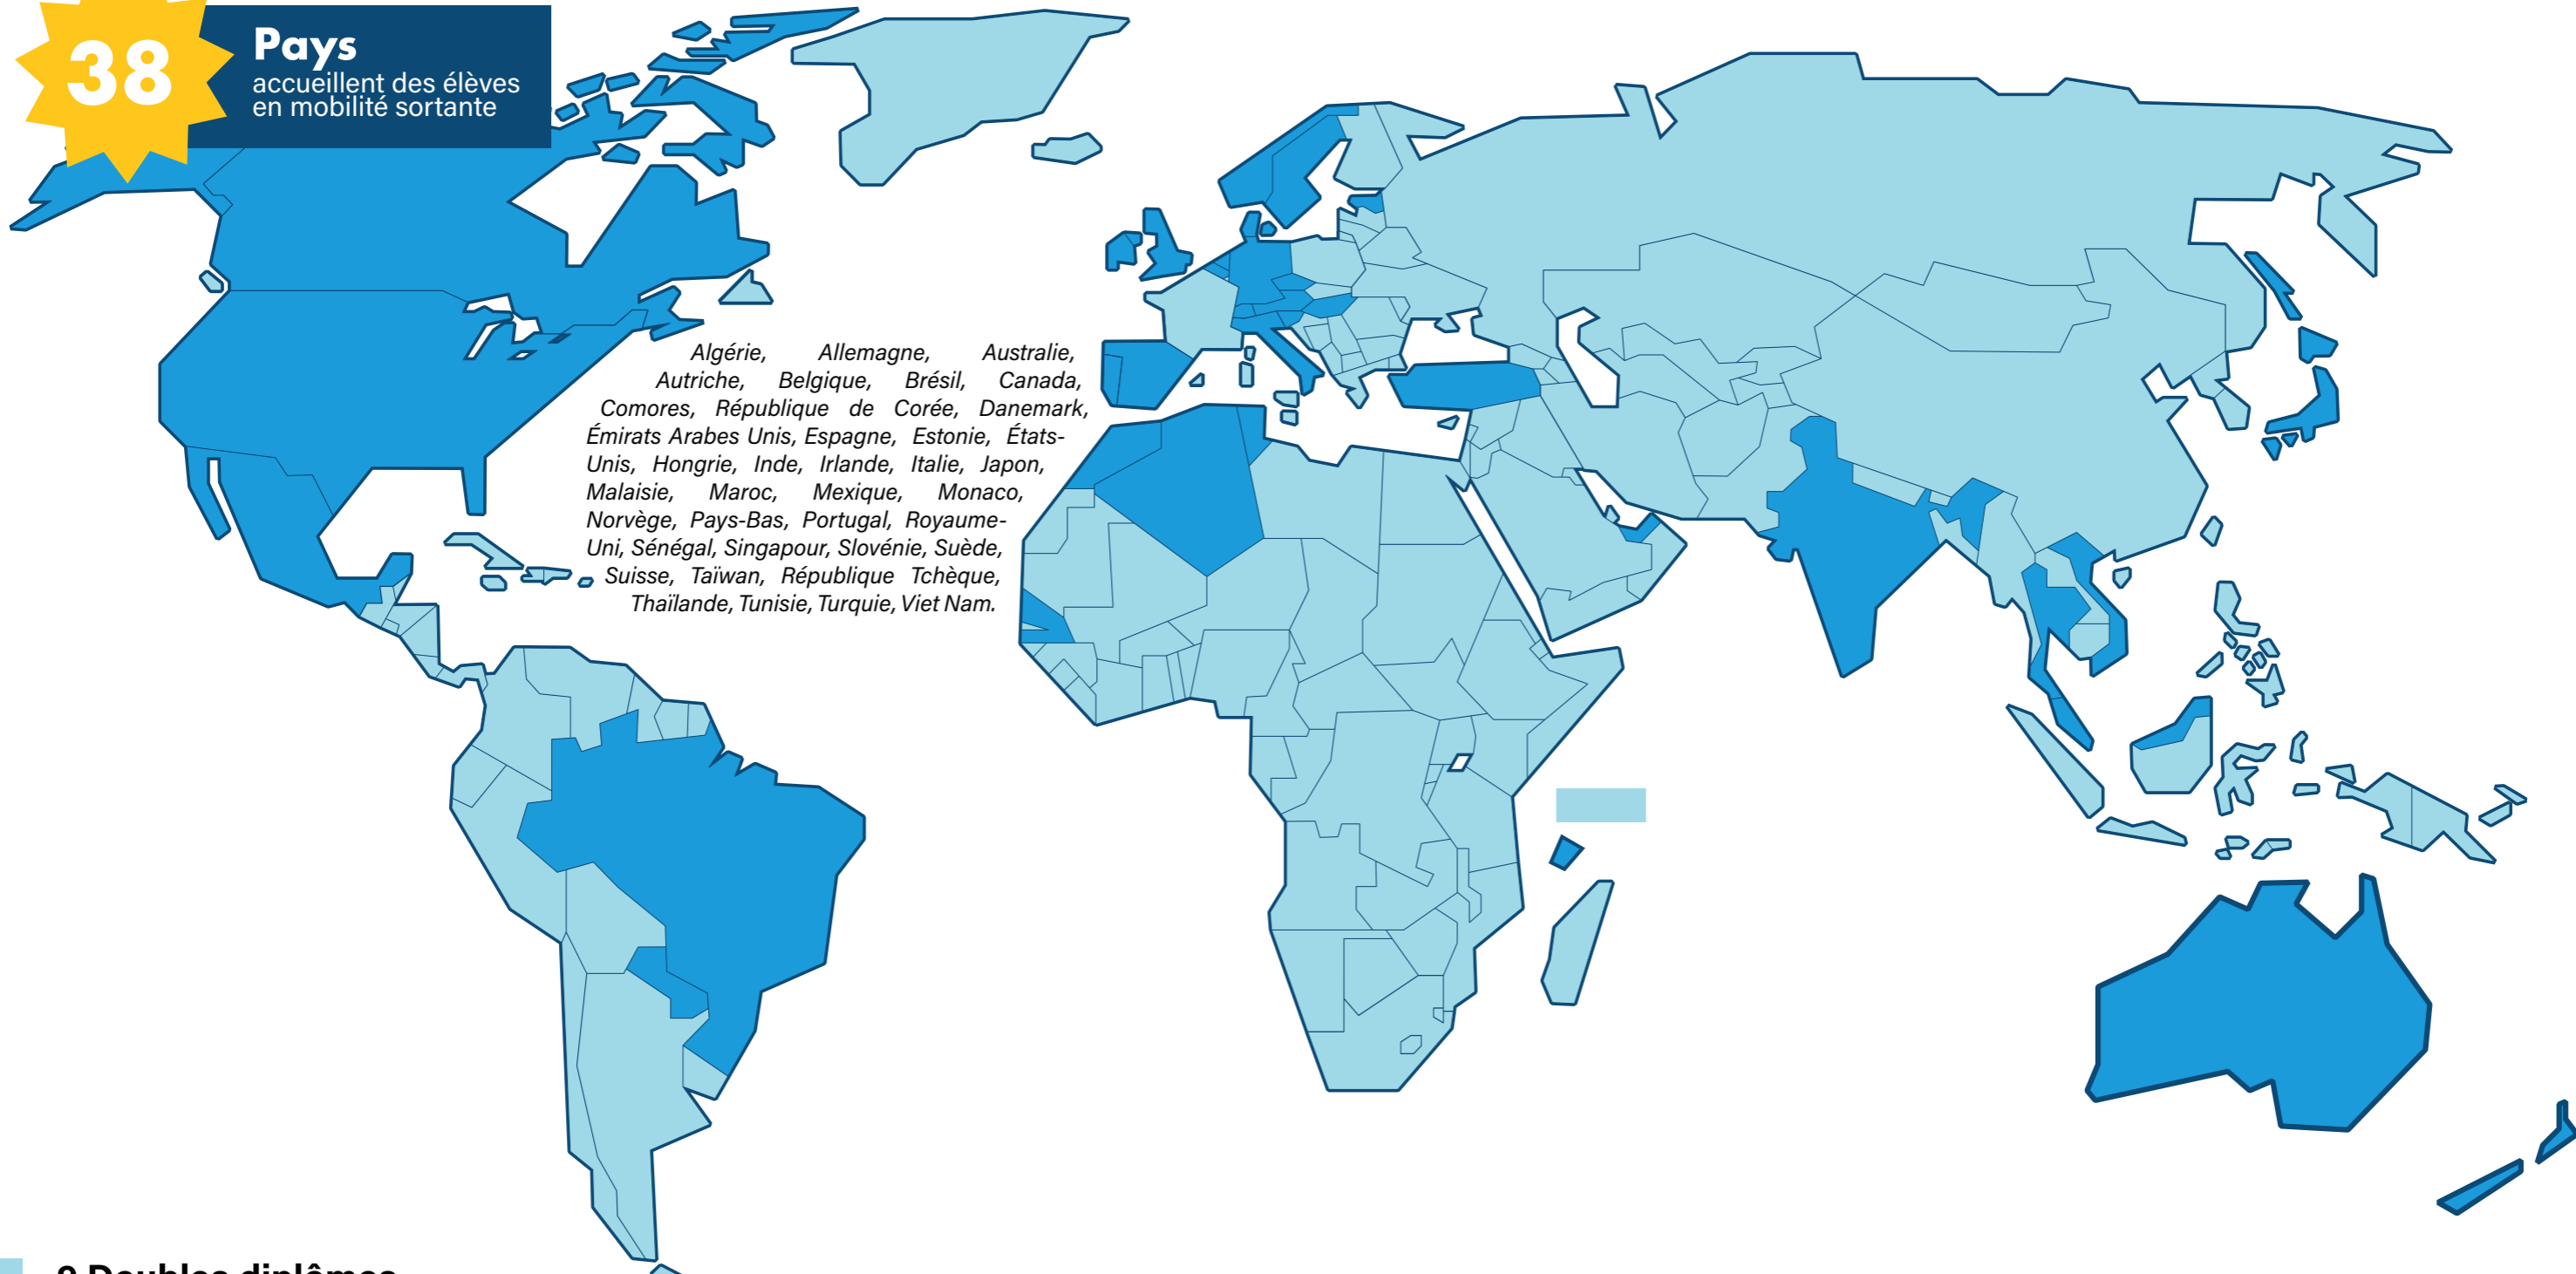 38
Pays
accueillent des élèves
en mobilité sortante
Algérie, Allemagne, Australie,
Autriche, Belgique, Brésil, Canada,
Comores, République de Corée, Danemark,
Émirats Arabes Unis, Espagne, Estonie, États-
Unis, Hongrie, Inde, Irlande, Italie, Japon,
Malaisie, Maroc, Mexique, Monaco,
Norvège, Pays-Bas, Portugal, Royaume-
Uni, Sénégal, Singapour, Slovénie, Suède,
Suisse, Taïwan, République Tchèque,
Thaïlande, Tunisie, Turquie, Viet Nam.
Doubles diplômes